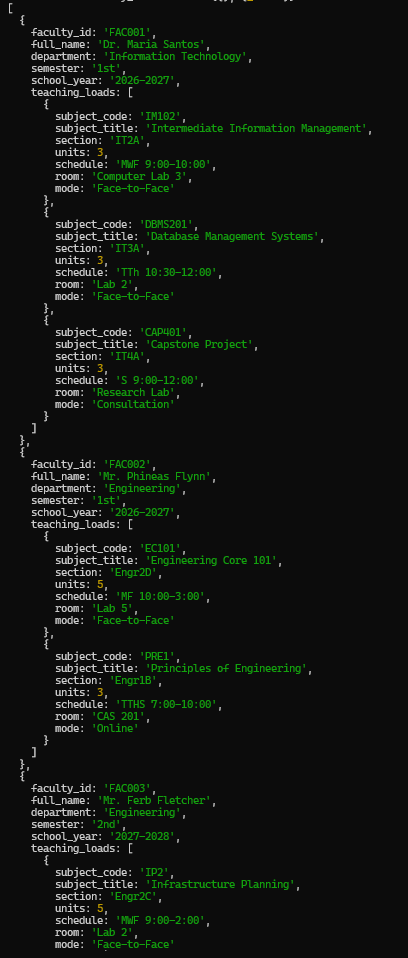 [
  {
    faculty_id: 'FAC001',
    full_name: 'Dr. Maria Santos',
    department: 'Information Technology',
    semester: '1st',
    school_year: '2026-2027',
    teaching_loads: [
      {
        subject_code: 'IM102',
        subject_title: 'Intermediate Information Management',
        section: 'IT2A',
        units: 3,
        schedule: 'MWF 9:00-10:00',
        room: 'Computer Lab 3',
        mode: 'Face-to-Face'
      },
      {
        subject_code: 'DBMS201',
        subject_title: 'Database Management Systems',
        section: 'IT3A',
        units: 3,
        schedule: 'TTh 10:30-12:00',
        room: 'Lab 2',
        mode: 'Face-to-Face'
      },
      {
        subject_code: 'CAP401',
        subject_title: 'Capstone Project',
        section: 'IT4A',
        units: 3,
        schedule: 'S 9:00-12:00',
        room: 'Research Lab',
        mode: 'Consultation'
      }
    ]
  },
  {
    faculty_id: 'FAC002',
    full_name: 'Mr. Phineas Flynn',
    department: 'Engineering',
    semester: '1st',
    school_year: '2026-2027',
    teaching_loads: [
      {
        subject_code: 'EC101',
        subject_title: 'Engineering Core 101',
        section: 'Engr2D',
        units: 5,
        schedule: 'MF 10:00-3:00',
        room: 'Lab 5',
        mode: 'Face-to-Face'
      },
      {
        subject_code: 'PRE1',
        subject_title: 'Principles of Engineering',
        section: 'Engr1B',
        units: 3,
        schedule: 'TTHS 7:00-10:00',
        room: 'CAS 201',
        mode: 'Online'
      }
    ]
  },
  {
    faculty_id: 'FAC003',
    full_name: 'Mr. Ferb Fletcher',
    department: 'Engineering',
    semester: '2nd',
    school_year: '2027-2028',
    teaching_loads: [
      {
        subject_code: 'IP2',
        subject_title: 'Infrastructure Planning',
        section: 'Engr2C',
        units: 5,
        schedule: 'MWF 9:00-2:00',
        room: 'Lab 2',
        mode: 'Face-to-Face'